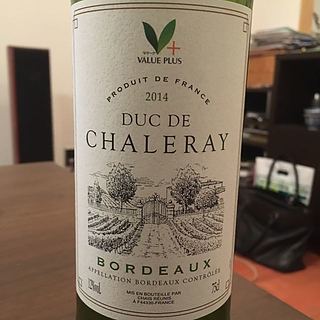 VALUE PLUS
PRODUIT DE FRANCE
2014
DUC DE
CHALERAY
BORDEAUX
APPELLATION BORDEAUX CONTRÔLÉE
12%vol
MIS EN BOUTEILLE PAR
CHAIS RÉUNIS
À F44330-FRANCE
75cl